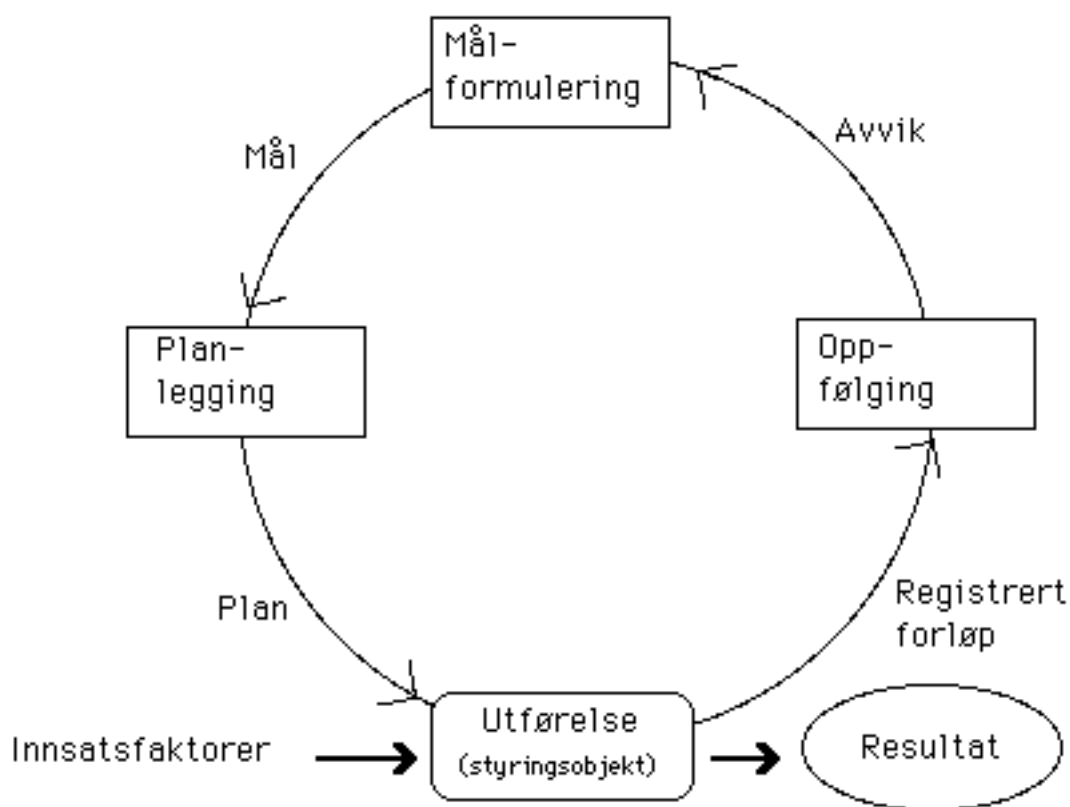 Mål-
formulering
Avvik
Mål
Plan-
legging
Opp-
følging
Plan
Registrert
forløp
Innsatsfaktorer
Utførelse
(styringsobjekt)
Resultat